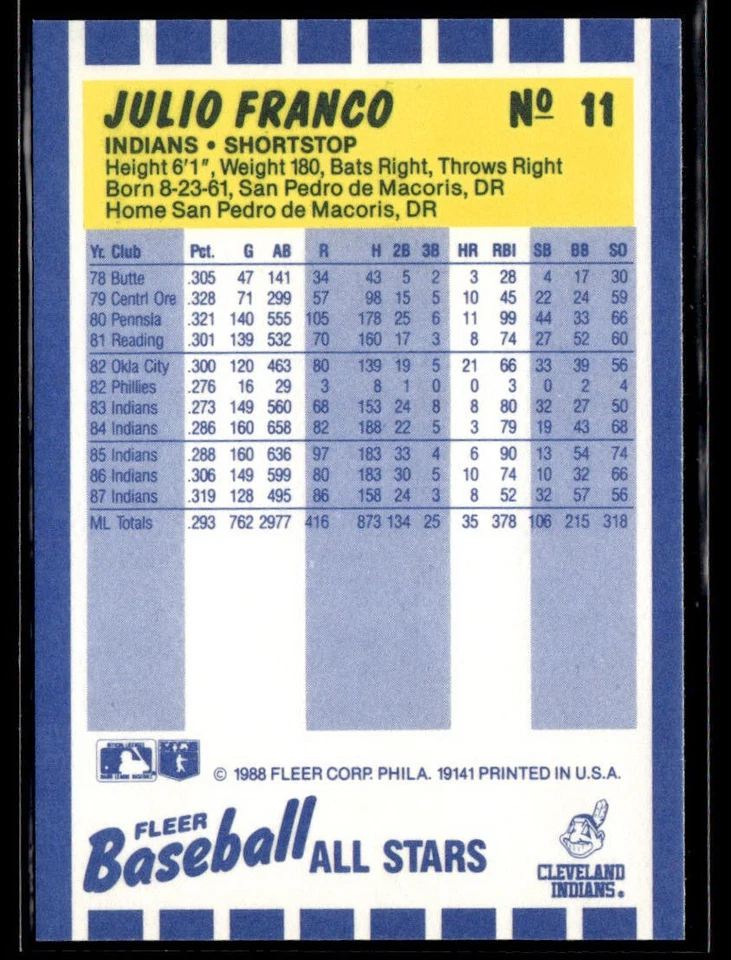 JULIO FRANCO Nº 11
INDIANS • SHORTSTOP
Height 6'1", Weight 180, Bats Right, Throws Right
Born 8-23-61, San Pedro de Macoris, DR
Home San Pedro de Macoris, DR
Yr. Club Pct. G AB R H 2B 3B HR RBI SB BB SO
78 Butte .305 47 141 34 43 5 2 3 28 4 17 30
79 Centrl Ore .328 71 299 57 98 15 5 10 45 22 24 59
80 Pennsla .321 140 555 105 178 25 6 11 99 44 33 66
81 Reading .301 139 532 70 160 17 3 8 74 27 52 60
82 Okla City .300 120 463 80 139 19 5 21 66 33 39 56
82 Phillies .276 16 29 3 8 1 0 0 3 0 2 4
83 Indians .273 149 560 68 153 24 8 8 80 32 27 50
84 Indians .286 160 658 82 188 22 5 3 79 19 43 68
85 Indians .288 160 636 97 183 33 4 6 90 13 54 74
86 Indians .306 149 599 80 183 30 5 10 74 10 32 66
87 Indians .319 128 495 86 158 24 3 8 52 32 57 56
ML Totals .293 762 2977 416 873 134 25 35 378 106 215 318
© 1988 FLEER CORP. PHILA. 19141 PRINTED IN U.S.A.
FLEER
Baseball ALL STARS
CLEVELAND
INDIANS